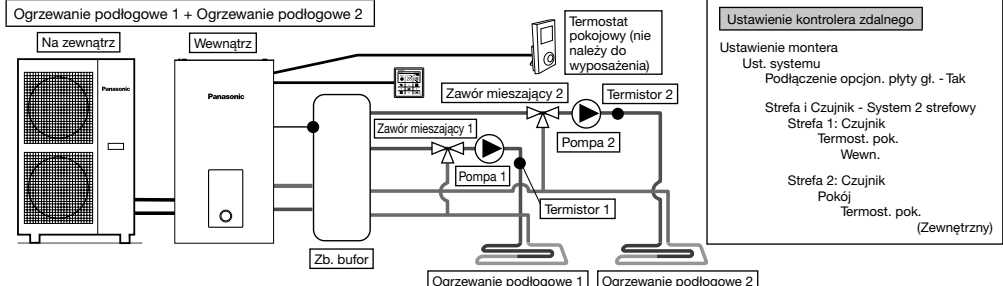 Ogrzewanie podłogowe 1 + Ogrzewanie podłogowe 2
Na zewnątrz
Wewnątrz
Panasonic
Panasonic
Termostat
pokojowy (nie
należy do
wyposażenia)
Zawór mieszający 2
Termistor 2
Zawór mieszający 1
Pompa 2
Pompa 1
Termistor 1
Zb. bufor
Ogrzewanie podłogowe 1
Ogrzewanie podłogowe 2
Ustawienie kontrolera zdalnego
Ustawienie montera
Ust. systemu
Podłączenie opcjon. płyty gł. - Tak
Strefa i Czujnik - System 2 strefowy
Strefa 1: Czujnik
Termost. pok.
Wewn.
Strefa 2: Czujnik
Pokój
Termost. pok.
(Zewnętrzny)